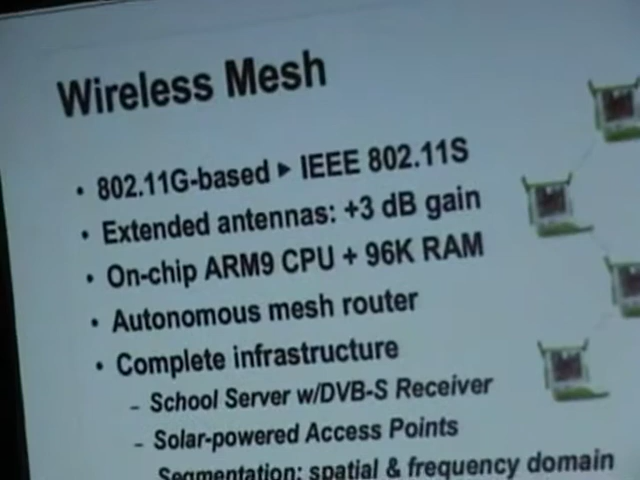 Wireless Mesh
• 802.11G-based ▸ IEEE 802.11S
• Extended antennas: +3 dB gain
• On-chip ARM9 CPU + 96K RAM
• Autonomous mesh router
• Complete infrastructure
– School Server w/DVB-S Receiver
– Solar-powered Access Points
Segmentation: spatial & frequency domain